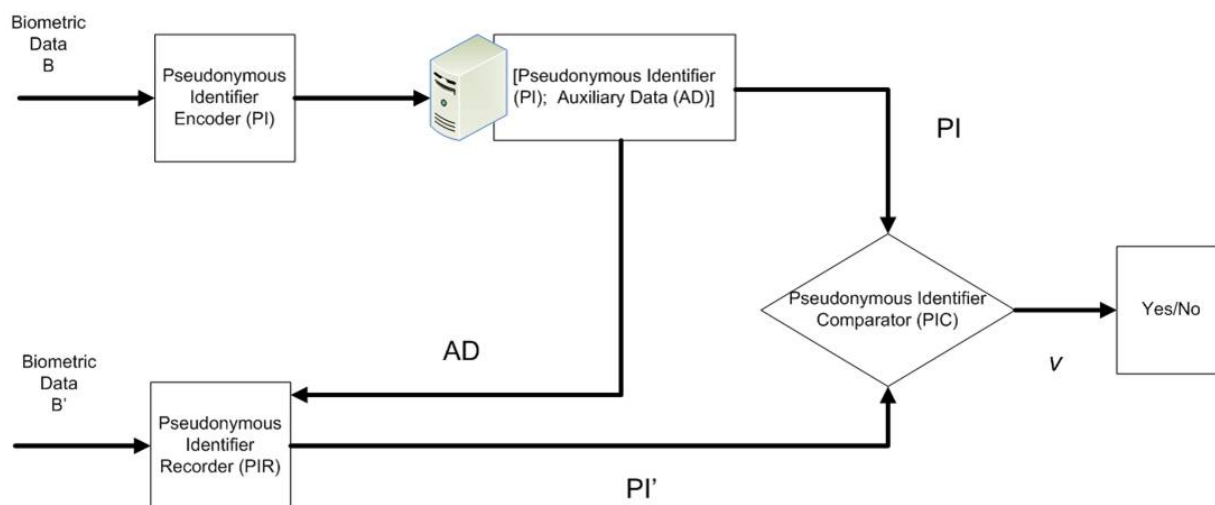 Biometric
Data
B
Pseudonymous
Identifier
Encoder (PI)
[Pseudonymous Identifier
(PI);  Auxiliary Data (AD)]
PI
Pseudonymous Identifier
Comparator (PIC)
v
Yes/No
AD
Biometric
Data
B’
Pseudonymous
Identifier
Recorder (PIR)
PI’